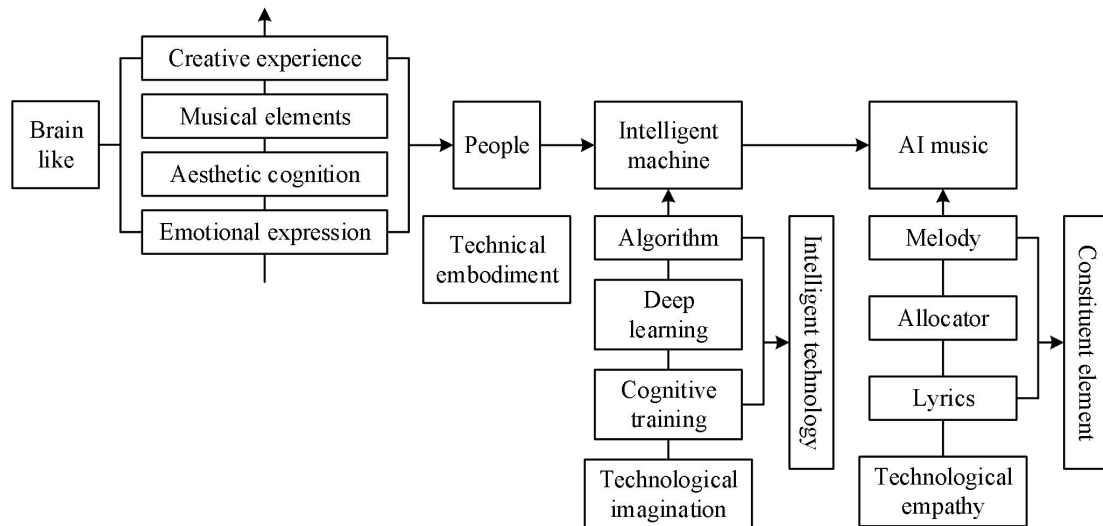 Brain
like
Creative experience
Musical elements
Aesthetic cognition
Emotional expression
People
Technical
embodiment
Intelligent
machine
Algorithm
Deep
learning
Cognitive
training
Technological
imagination
Intelligent technology
AI music
Melody
Allocator
Lyrics
Technological
empathy
Constituent element